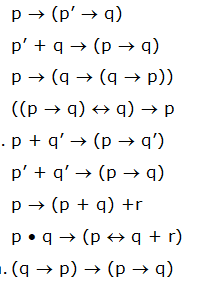 p → (p′ → q)
p′ + q → (p → q)
p → (q → (q → p))
((p → q) ↔ q) → p
. p + q′ → (p → q′)
p′ + q′ → (p → q)
p → (p + q) +r
p • q → (p ↔ q + r)
. (q → p) → (p → q)